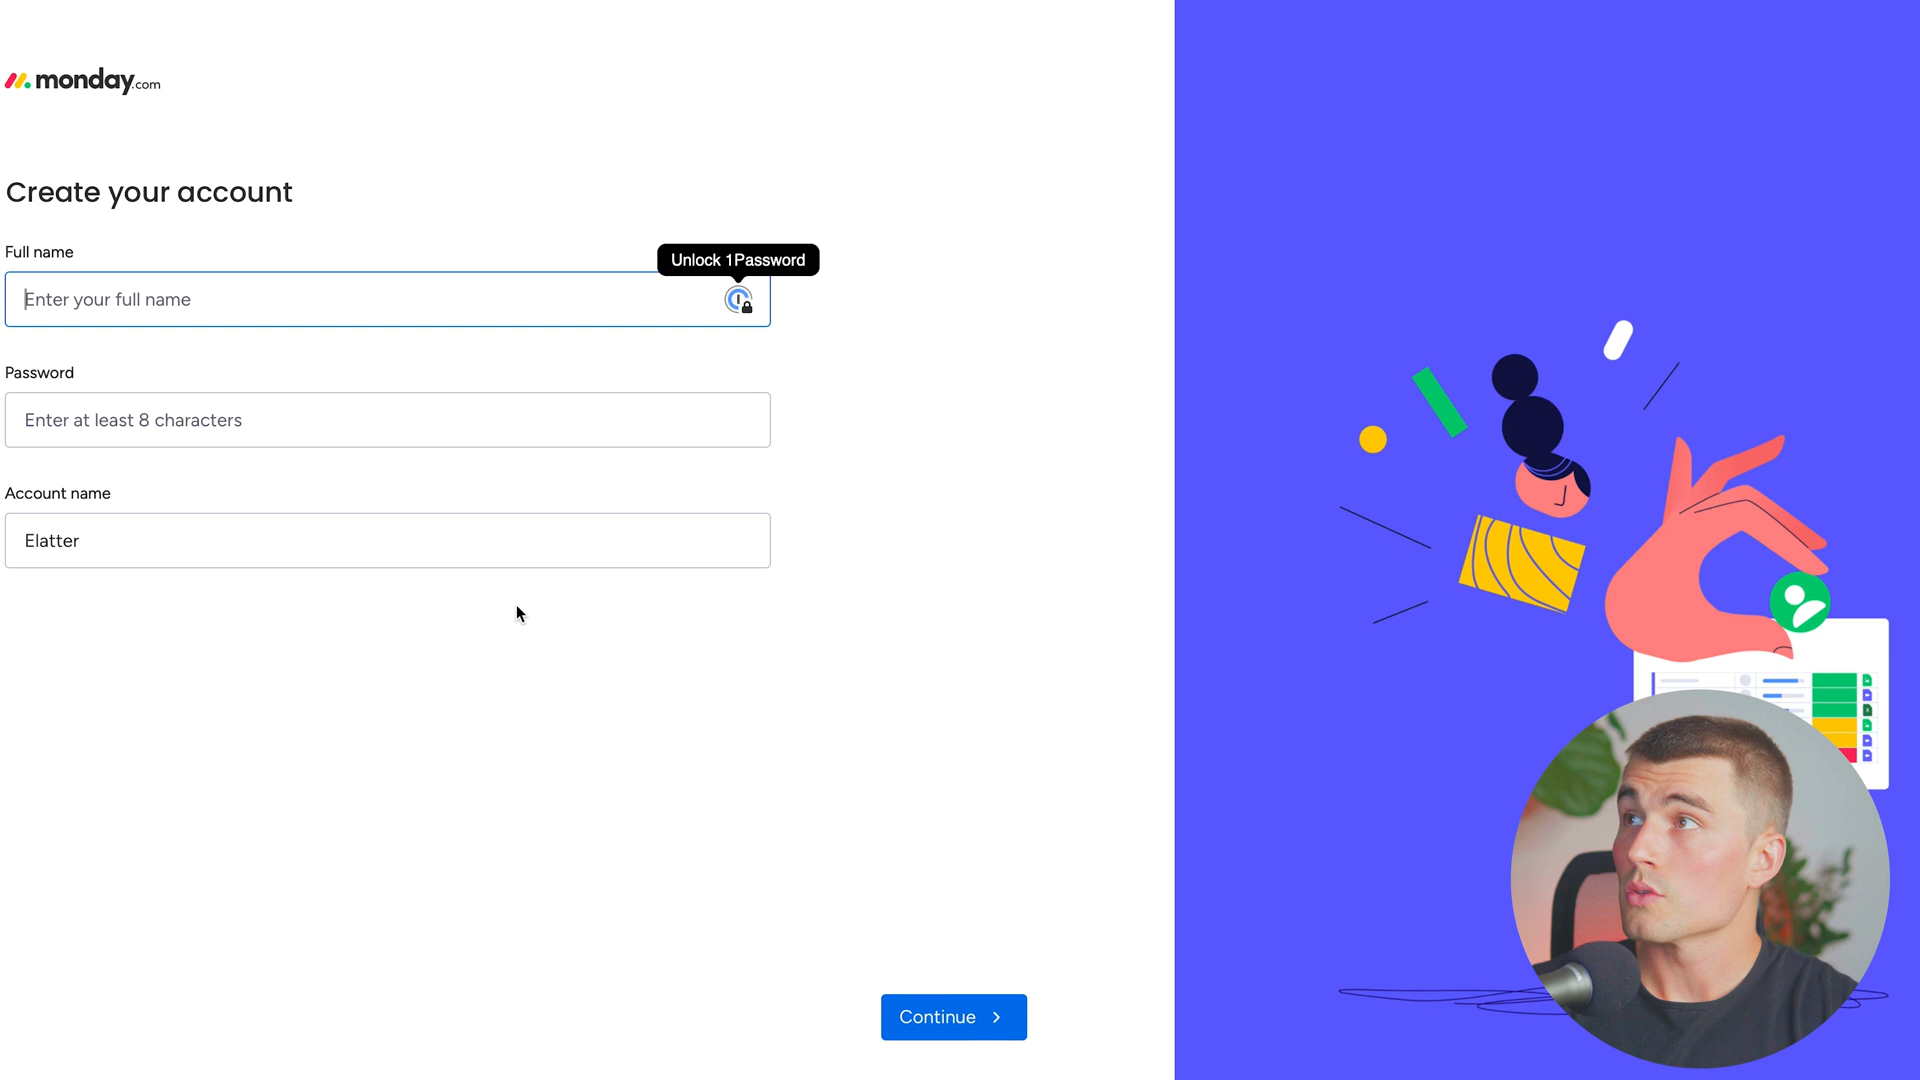 monday.com
Create your account
Full name
Unlock 1Password
Enter your full name
Password
Enter at least 8 characters
Account name
Elatter
Continue